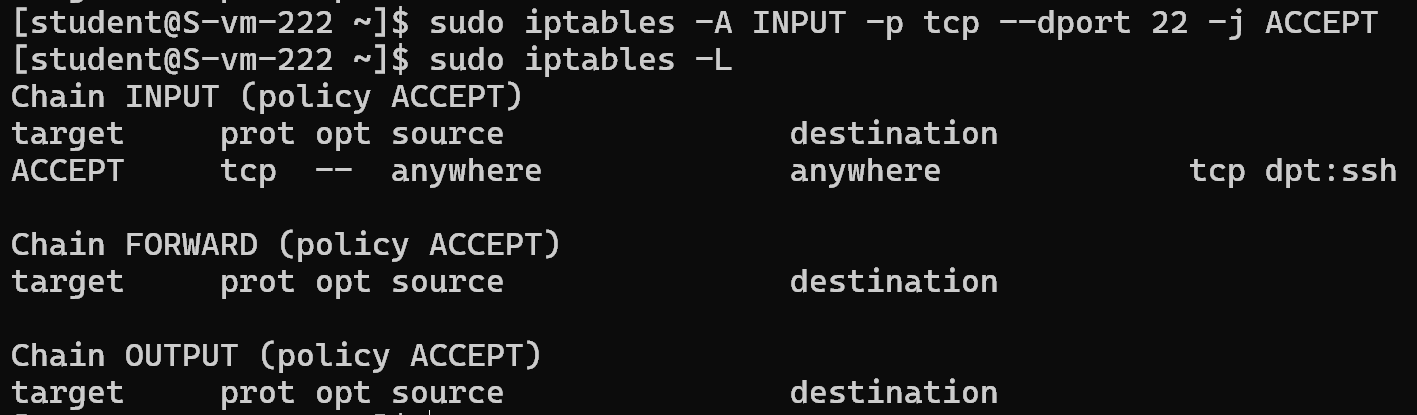 [student@S-vm-222 ~]$ sudo iptables -A INPUT -p tcp --dport 22 -j ACCEPT
[student@S-vm-222 ~]$ sudo iptables -L
Chain INPUT (policy ACCEPT)
target     prot opt source               destination
ACCEPT     tcp  --  anywhere             anywhere             tcp dpt:ssh

Chain FORWARD (policy ACCEPT)
target     prot opt source               destination

Chain OUTPUT (policy ACCEPT)
target     prot opt source               destination